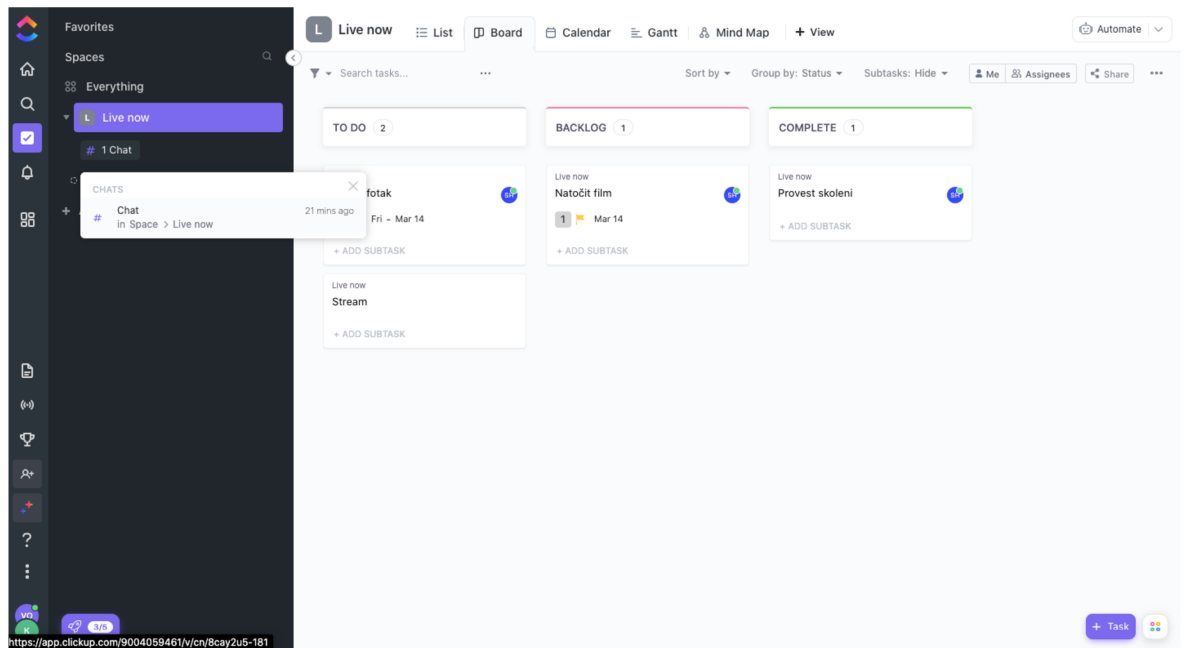 Favorites
Spaces
Everything
L Live now
# 1 Chat
CHATS
# Chat 21 mins ago
in Space > Live now
3/5
VO
K
https://app.clickup.com/9004059461/v/cn/8cay2u5-181
L Live now
List
Board
Calendar
Gantt
Mind Map
+ View
Automate
Search tasks...
Sort by
Group by: Status
Subtasks: Hide
Me
Assignees
Share
TO DO 2
fotak
Fri - Mar 14
+ ADD SUBTASK
Live now
Stream
+ ADD SUBTASK
BACKLOG 1
Live now
Natočit film
1 Mar 14
+ ADD SUBTASK
COMPLETE 1
Live now
Provest skoleni
+ ADD SUBTASK
+ Task